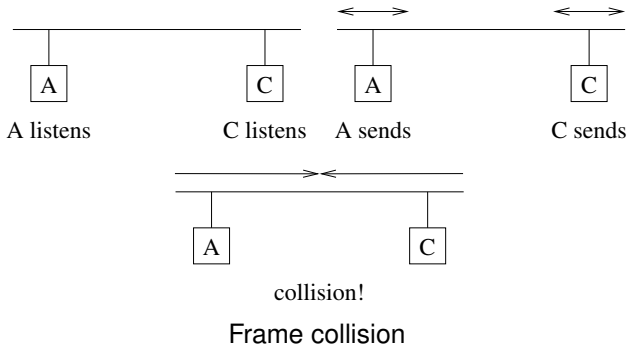 A C A C
A listens C listens A sends C sends
A C
collision!
Frame collision